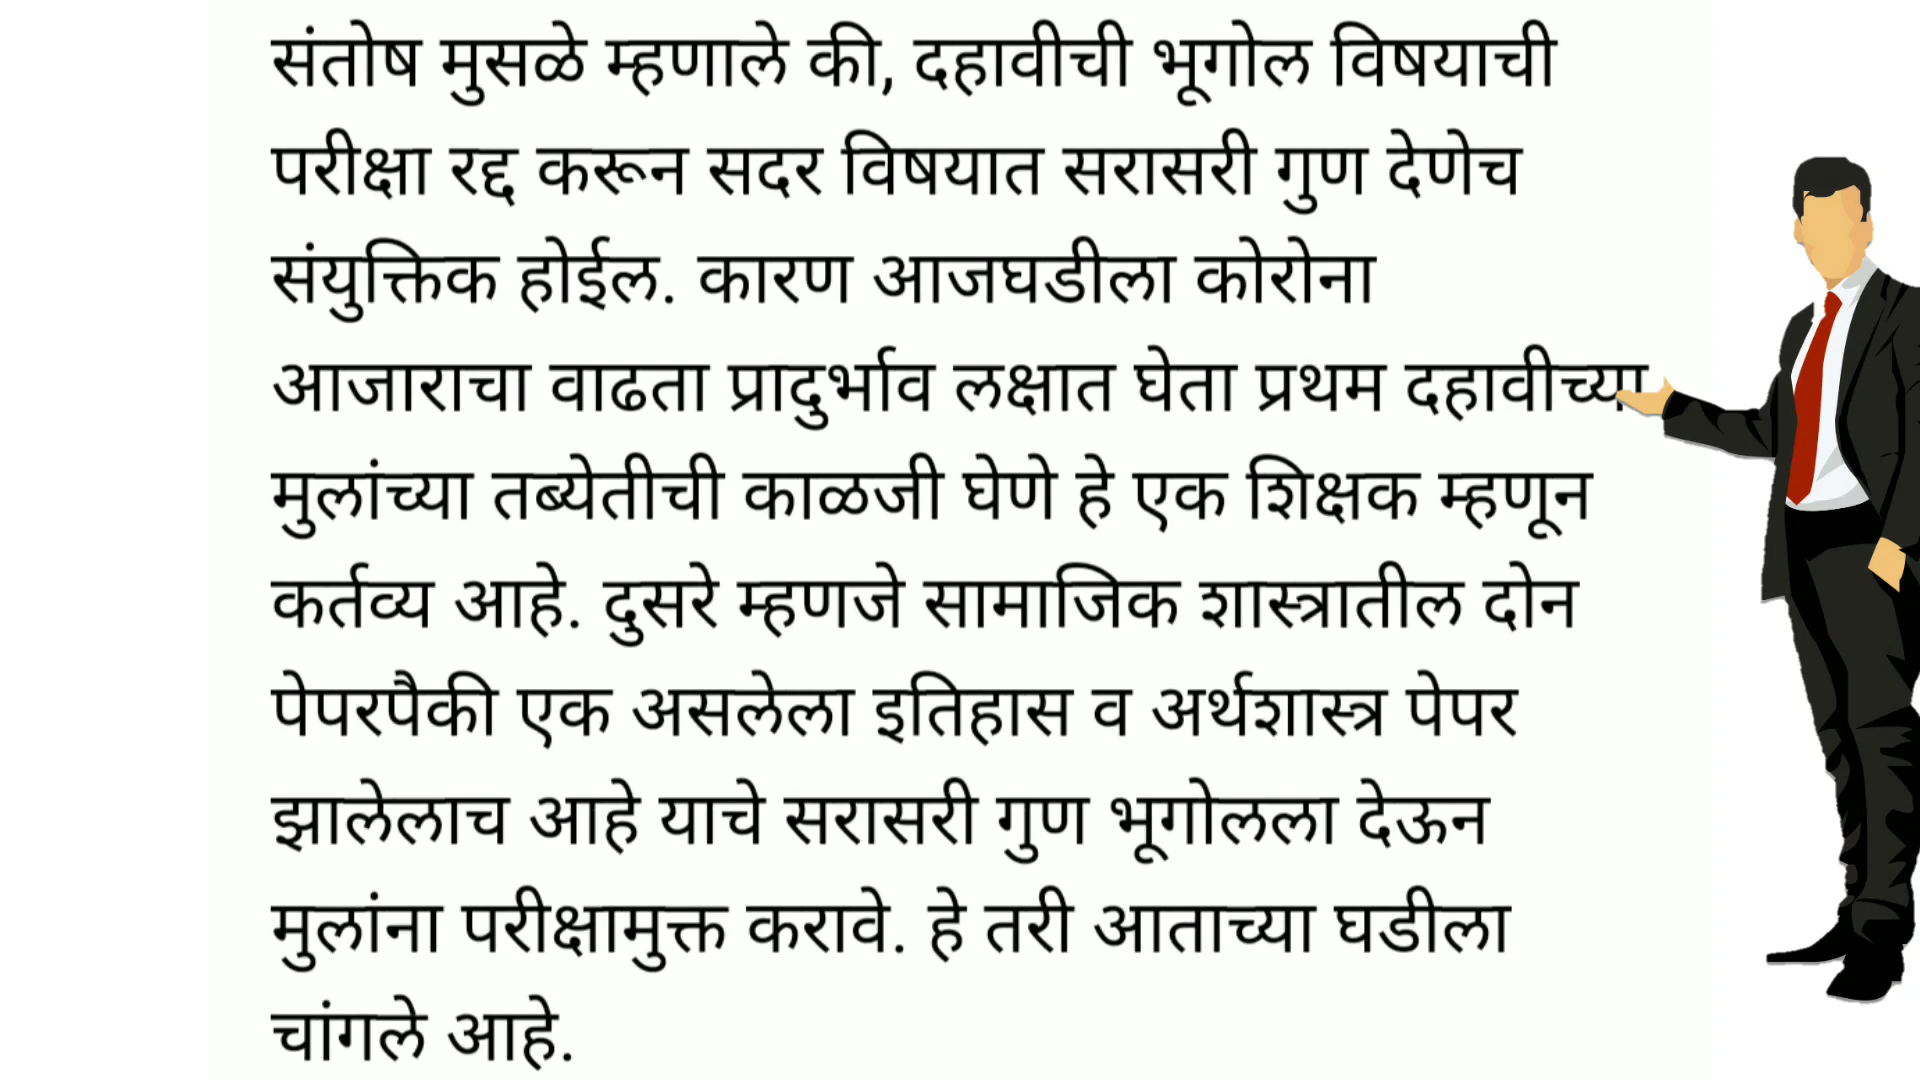 संतोष मुसळे म्हणाले की, दहावीची भूगोल विषयाची
परीक्षा रद्द करून सदर विषयात सरासरी गुण देणेच
संयुक्तिक होईल. कारण आजघडीला कोरोना
आजाराचा वाढता प्रादुर्भाव लक्षात घेता प्रथम दहावीच्या
मुलांच्या तब्येतीची काळजी घेणे हे एक शिक्षक म्हणून
कर्तव्य आहे. दुसरे म्हणजे सामाजिक शास्त्रातील दोन
पेपरपैकी एक असलेला इतिहास व अर्थशास्त्र पेपर
झालेलाच आहे याचे सरासरी गुण भूगोलला देऊन
मुलांना परीक्षामुक्त करावे. हे तरी आताच्या घडीला
चांगले आहे.